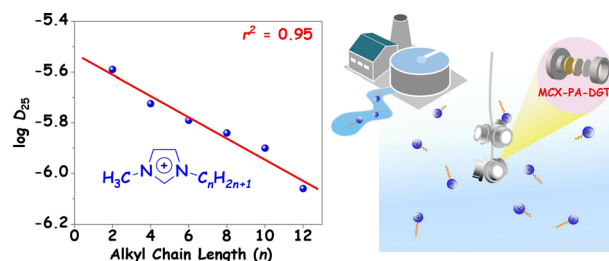 r² = 0.95
-5.4
-5.6
-5.8
-6.0
-6.2
log D₂₅
H₃C N ⊕ N CₙH₂ₙ₊₁
0 2 4 6 8 10 12
Alkyl Chain Length (n)
MCX-PA-DGT